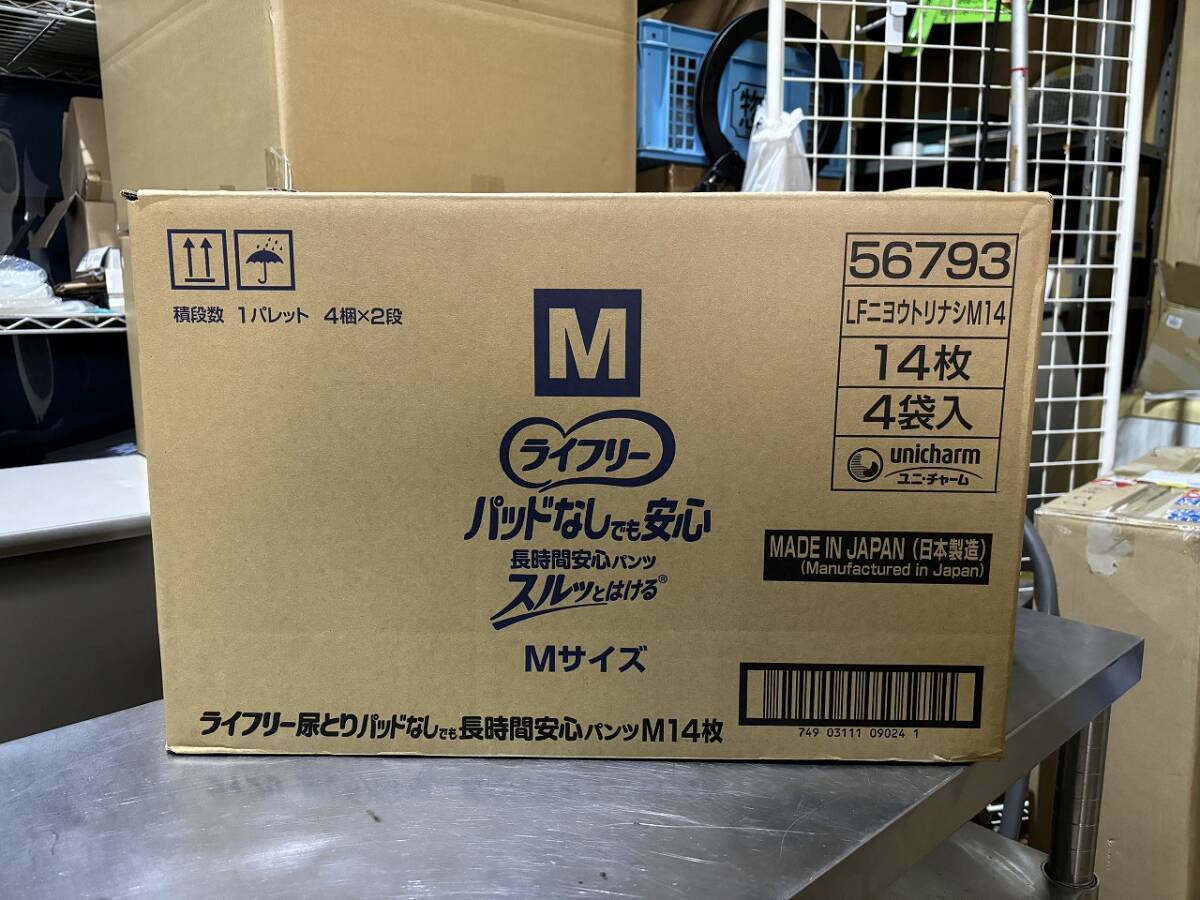 積段数 1パレット 4梱×2段
M
ライフリー
パッドなしでも安心
長時間安心パンツ
スルッとはける®
Mサイズ
ライフリー尿とりパッドなしでも長時間安心パンツM14枚
56793
LFニヨウトリナシM14
14枚
4袋入
unicharm
ユニ・チャーム
MADE IN JAPAN (日本製造)
(Manufactured in Japan)
749 03111 09024 1